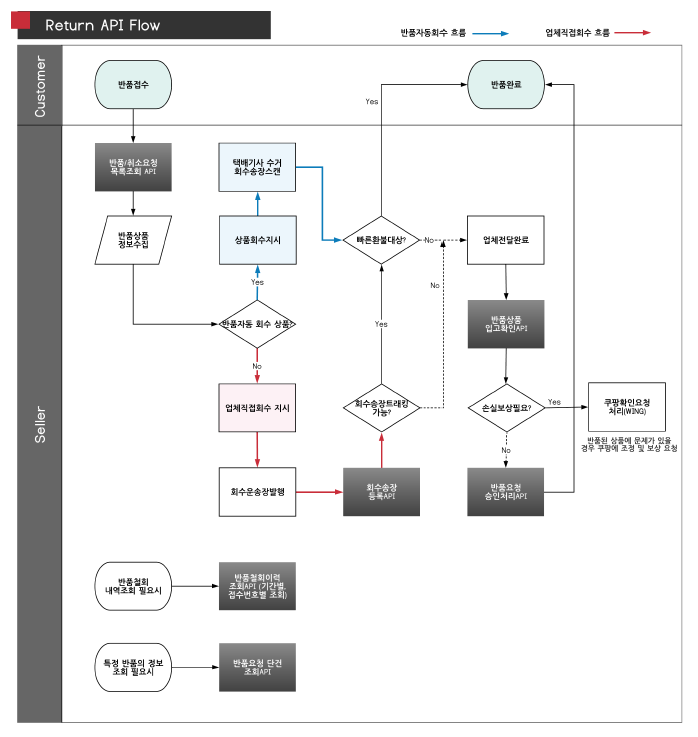 Return API Flow
반품자동회수 흐름
업체직접회수 흐름
Customer
반품접수
반품완료
Yes
Seller
반품/취소요청
목록조회 API
택배기사 수거
회수송장스캔
반품상품
정보수집
상품회수지시
빠른환불대상?
No
업체전달완료
Yes
No
반품자동 회수 상품?
Yes
반품상품
입고확인API
No
업체직접회수 지시
회수송장트래킹
가능?
손실보상필요?
Yes
쿠팡확인요청
처리(WING)
반품된 상품에 문제가 있을
경우 쿠팡에 조정 및 보상 요청
No
회수운송장발행
회수송장
등록API
반품요청
승인처리API
반품철회
내역조회 필요시
반품철회이력
조회API (기간별,
접수번호별 조회)
특정 반품의 정보
조회 필요시
반품요청 단건
조회API